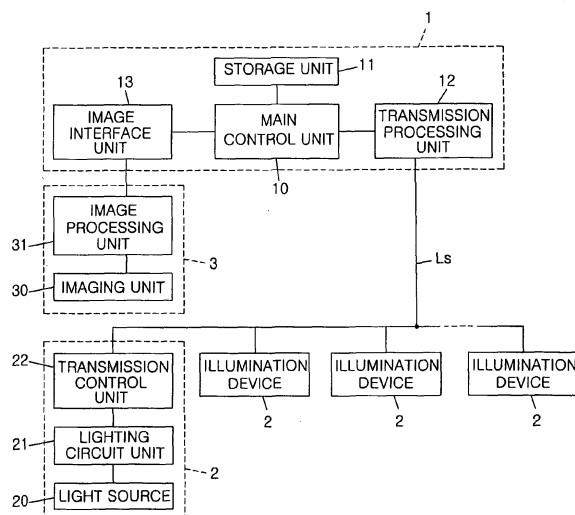 1
STORAGE UNIT
11
13
12
IMAGE
INTERFACE
UNIT
MAIN
CONTROL UNIT
TRANSMISSION
PROCESSING
UNIT
10
IMAGE
PROCESSING
UNIT
31
3
30
IMAGING UNIT
Ls
22
TRANSMISSION
CONTROL
UNIT
ILLUMINATION
DEVICE
ILLUMINATION
DEVICE
ILLUMINATION
DEVICE
2
2
2
21
LIGHTING
CIRCUIT UNIT
2
20
LIGHT SOURCE